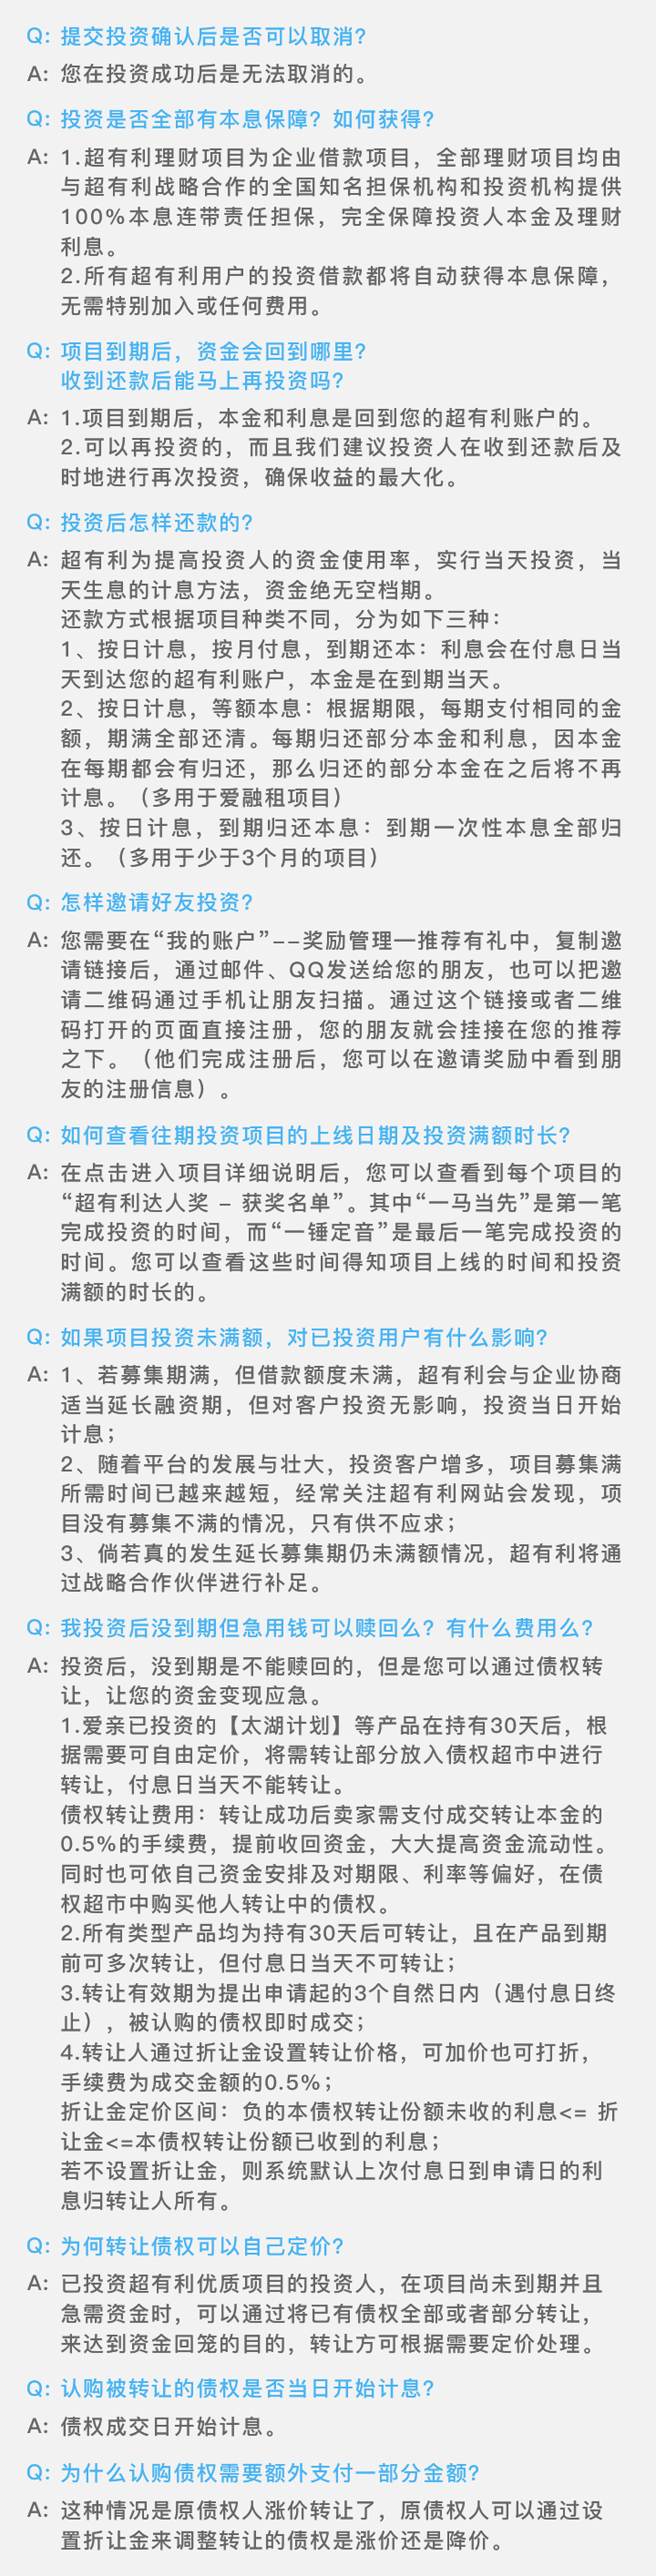 Q: 提交投资确认后是否可以取消?
A: 您在投资成功后是无法取消的。
Q: 投资是否全部有本息保障? 如何获得?
A: 1.超有利理财项目为企业借款项目，全部理财项目均由
与超有利战略合作的全国知名担保机构和投资机构提供
100%本息连带责任担保，完全保障投资人本金及理财
利息。
2.所有超有利用户的投资借款都将自动获得本息保障，
无需特别加入或任何费用。
Q: 项目到期后，资金会回到哪里?
收到还款后能马上再投资吗?
A: 1.项目到期后，本金和利息是回到您的超有利账户的。
2.可以再投资的，而且我们建议投资人在收到还款后及
时地进行再次投资，确保收益的最大化。
Q: 投资后怎样还款的?
A: 超有利为提高投资人的资金使用率，实行当天投资，当
天生息的计息方法，资金绝无空档期。
还款方式根据项目种类不同，分为如下三种：
1、按日计息，按月付息，到期还本：利息会在付息日当
天到达您的超有利账户，本金是在到期当天。
2、按日计息，等额本息：根据期限，每期支付相同的金
额，期满全部还清。每期归还部分本金和利息，因本金
在每期都会有归还，那么归还的部分本金在之后将不再
计息。（多用于爱融租项目）
3、按日计息，到期归还本息：到期一次性本息全部归
还。（多用于少于3个月的项目）
Q: 怎样邀请好友投资?
A: 您需要在“我的账户”--奖励管理—推荐有礼中，复制邀
请链接后，通过邮件、QQ发送给您的朋友，也可以把邀
请二维码通过手机让朋友扫描。通过这个链接或者二维
码打开的页面直接注册，您的朋友就会挂接在您的推荐
之下。（他们完成注册后，您可以在邀请奖励中看到朋
友的注册信息）。
Q: 如何查看往期投资项目的上线日期及投资满额时长?
A: 在点击进入项目详细说明后，您可以查看到每个项目的
“超有利达人奖 – 获奖名单”。其中“一马当先”是第一笔
完成投资的时间，而“一锤定音”是最后一笔完成投资的
时间。您可以查看这些时间得知项目上线的时间和投资
满额的时长的。
Q: 如果项目投资未满额，对已投资用户有什么影响?
A: 1、若募集期满，但借款额度未满，超有利会与企业协商
适当延长融资期，但对客户投资无影响，投资当日开始
计息；
2、随着平台的发展与壮大，投资客户增多，项目募集满
所需时间已越来越短，经常关注超有利网站会发现，项
目没有募集不满的情况，只有供不应求；
3、倘若真的发生延长募集期仍未满额情况，超有利将通
过战略合作伙伴进行补足。
Q: 我投资后没到期但急用钱可以赎回么? 有什么费用么?
A: 投资后，没到期是不能赎回的，但是您可以通过债权转
让，让您的资金变现应急。
1.爱亲已投资的【太湖计划】等产品在持有30天后，根
据需要可自由定价，将需转让部分放入债权超市中进行
转让，付息日当天不能转让。
债权转让费用：转让成功后卖家需支付成交转让本金的
0.5%的手续费，提前收回资金，大大提高资金流动性。
同时也可依自己资金安排及对期限、利率等偏好，在债
权超市中购买他人转让中的债权。
2.所有类型产品均为持有30天后可转让，且在产品到期
前可多次转让，但付息日当天不可转让；
3.转让有效期为提出申请起的3个自然日内（遇付息日终
止），被认购的债权即时成交；
4.转让人通过折让金设置转让价格，可加价也可打折，
手续费为成交金额的0.5%；
折让金定价区间：负的本债权转让份额未收的利息<= 折
让金<=本债权转让份额已收到的利息；
若不设置折让金，则系统默认上次付息日到申请日的利
息归转让人所有。
Q: 为何转让债权可以自己定价?
A: 已投资超有利优质项目的投资人，在项目尚未到期并且
急需资金时，可以通过将已有债权全部或者部分转让，
来达到资金回笼的目的，转让方可根据需要定价处理。
Q: 认购被转让的债权是否当日开始计息?
A: 债权成交日开始计息。
Q: 为什么认购债权需要额外支付一部分金额?
A: 这种情况是原债权人涨价转让了，原债权人可以通过设
置折让金来调整转让的债权是涨价还是降价。